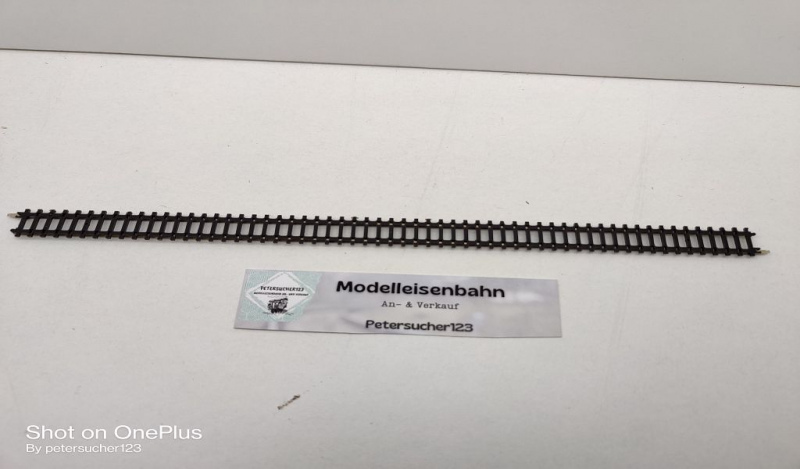 PETERSUCHER123
Modelleisenbahn
An- & Verkauf
Petersucher123
Shot on OnePlus
By petersucher123